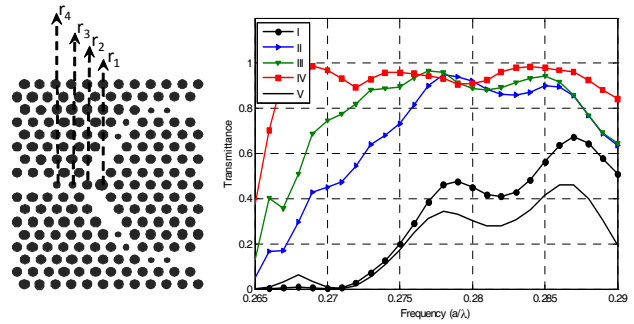 r4
r3
r2
r1
I
II
III
IV
V
Transmittance
1
0.8
0.6
0.4
0.2
0
0.265
0.27
0.275
0.28
0.285
0.29
Frequency (a/λ)